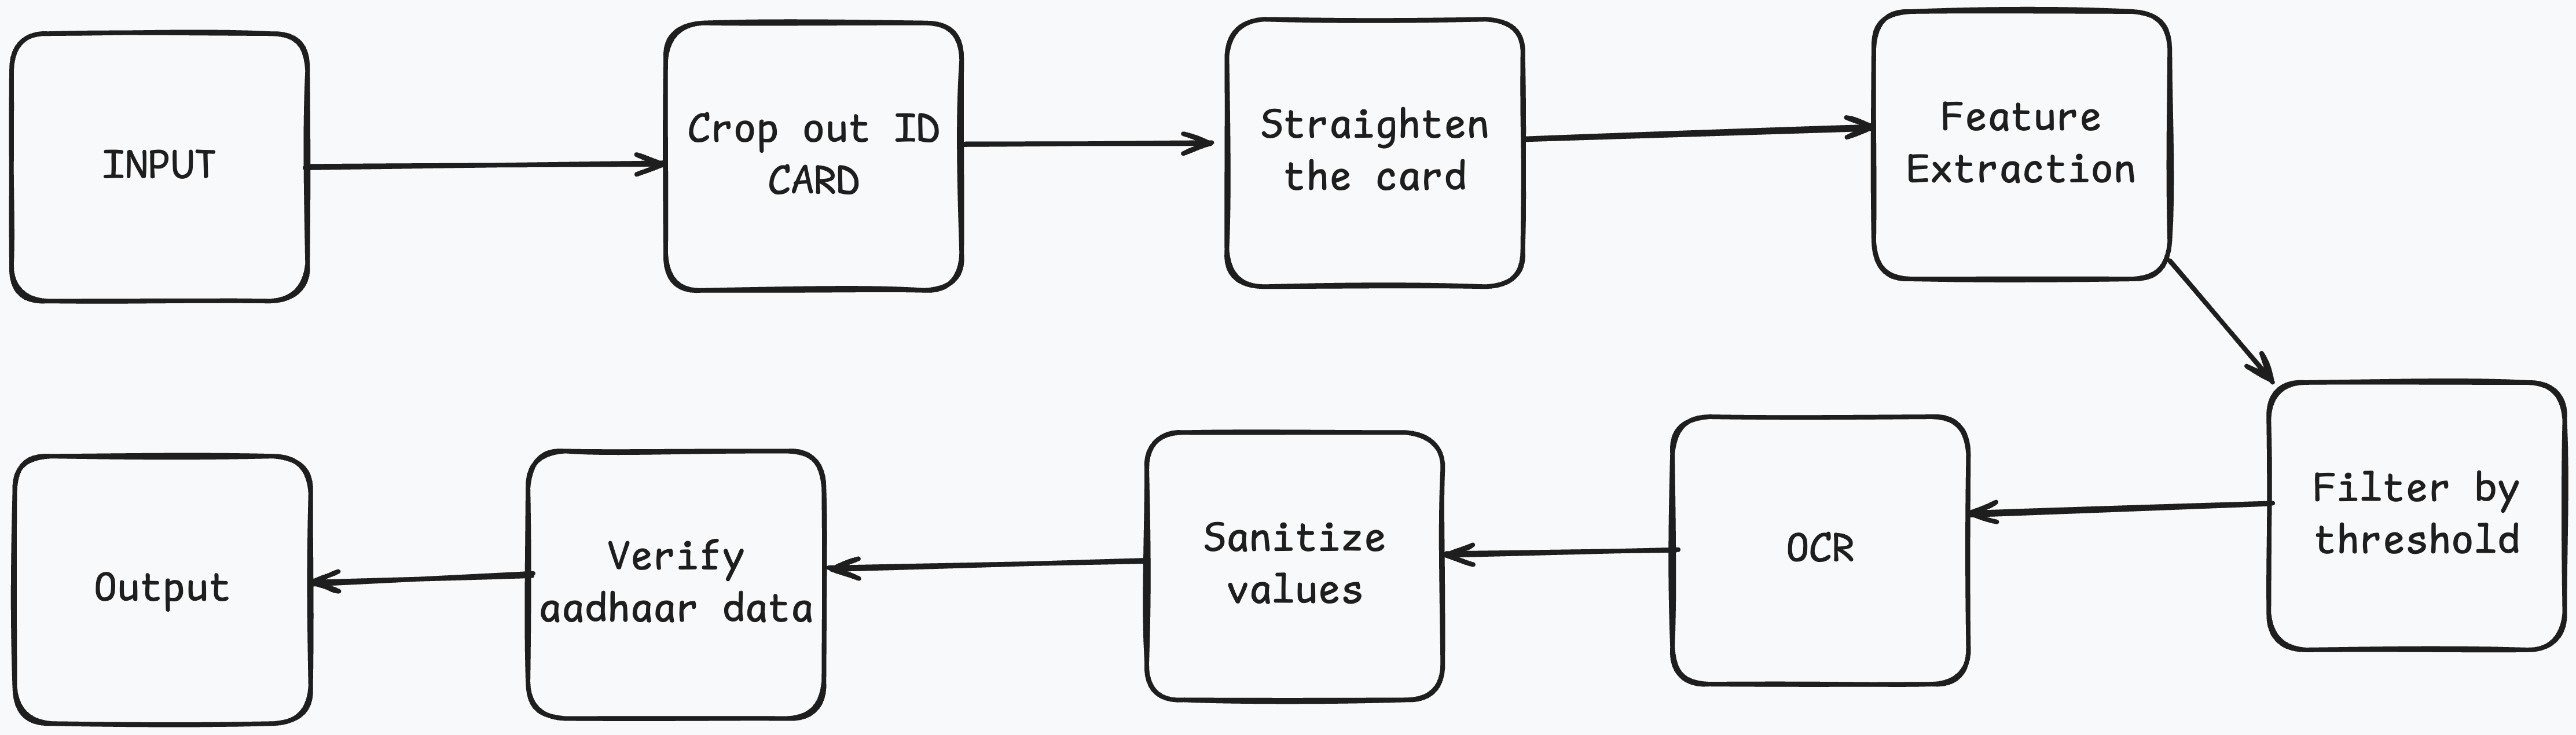 INPUT
Crop out ID
CARD
Straighten
the card
Feature
Extraction
Filter by
threshold
OCR
Sanitize
values
Verify
aadhaar data
Output